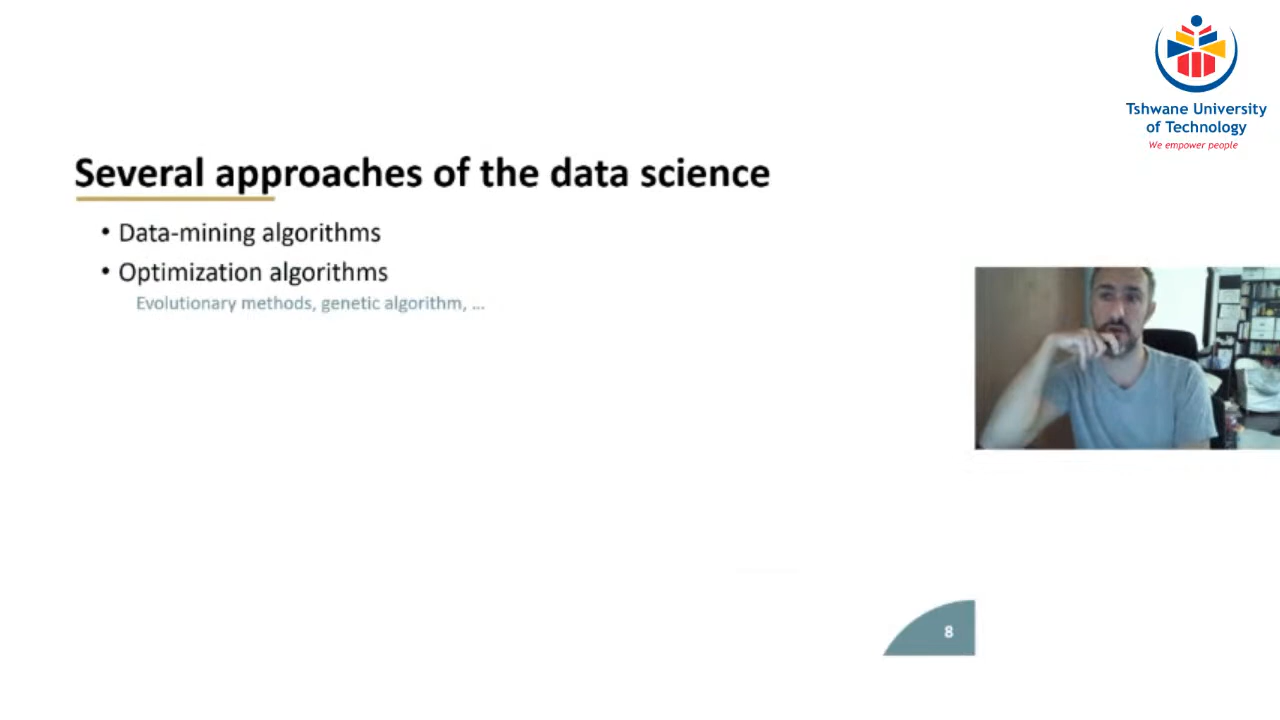 Tshwane University
of Technology
We empower people
Several approaches of the data science
• Data-mining algorithms
• Optimization algorithms
Evolutionary methods, genetic algorithm, ...
8